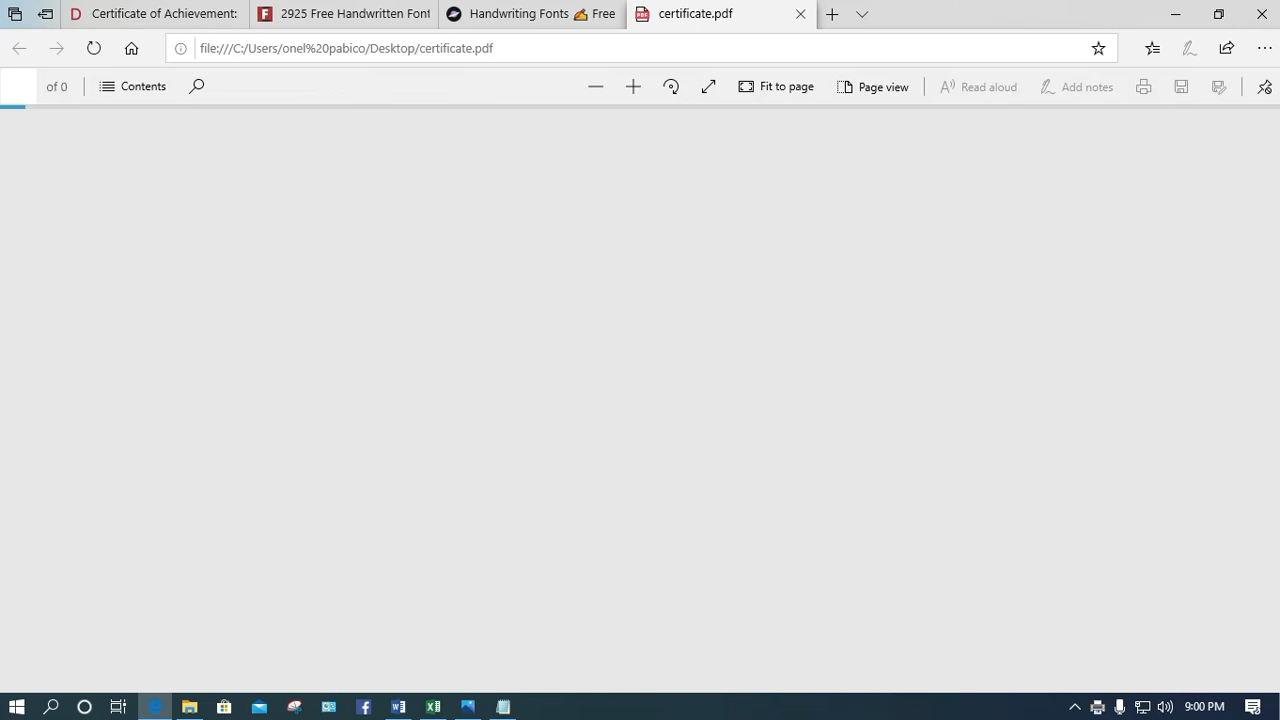 Certificate of Achievement:
2925 Free Handwritten Font
Handwriting Fonts ✍ Free
certificate.pdf
file:///C:/Users/onel%20pabico/Desktop/certificate.pdf
of 0 Contents Fit to page Page view Read aloud Add notes
9:00 PM